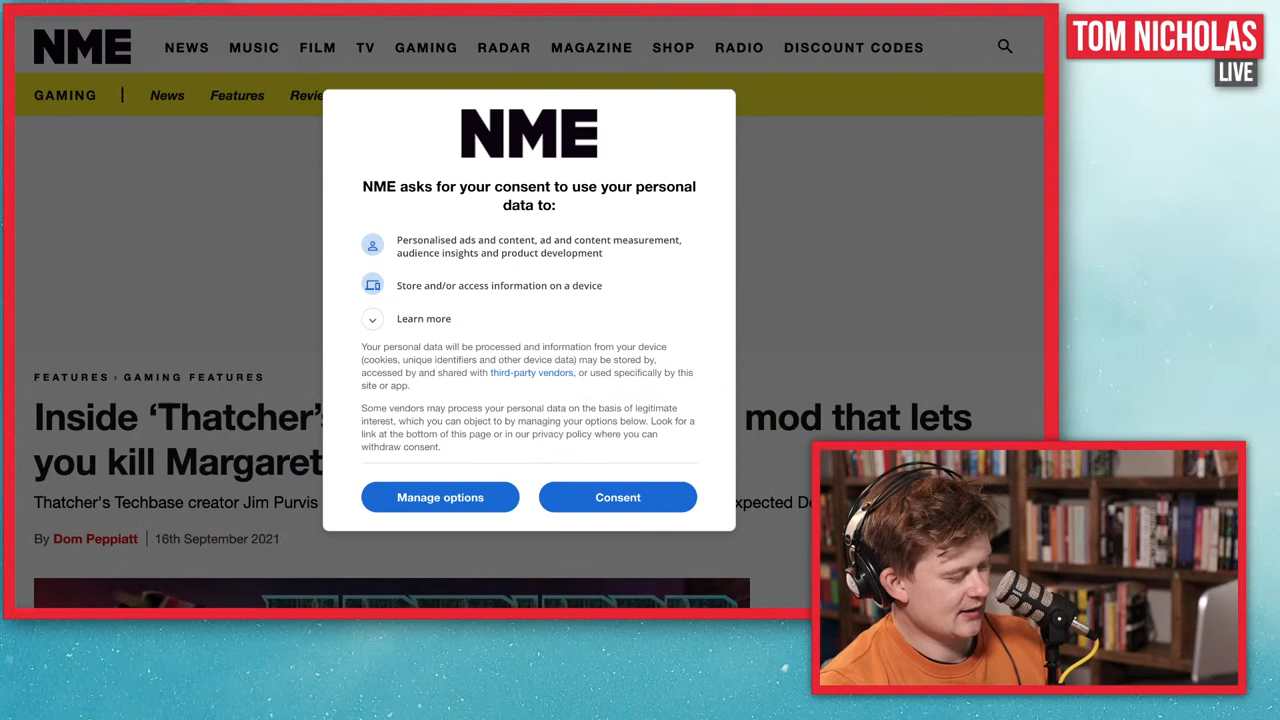 NME NEWS MUSIC FILM TV GAMING RADAR MAGAZINE SHOP RADIO DISCOUNT CODES
TOM NICHOLAS
LIVE
GAMING | News Features
NME
NME asks for your consent to use your personal
data to:
Personalised ads and content, ad and content measurement,
audience insights and product development
Store and/or access information on a device
Learn more
Your personal data will be processed and information from your device
(cookies, unique identifiers and other device data) may be stored by,
accessed by and shared with third-party vendors, or used specifically by this
site or app.
Some vendors may process your personal data on the basis of legitimate
interest, which you can object to by managing your options below. Look for a
link at the bottom of this page or in our privacy policy where you can
withdraw consent.
Manage options Consent
FEATURES › GAMING FEATURES
Inside ‘Thatcher’s mod that lets
you kill Margaret
Thatcher's Techbase creator Jim Purvis
By Dom Peppiatt | 16th September 2021